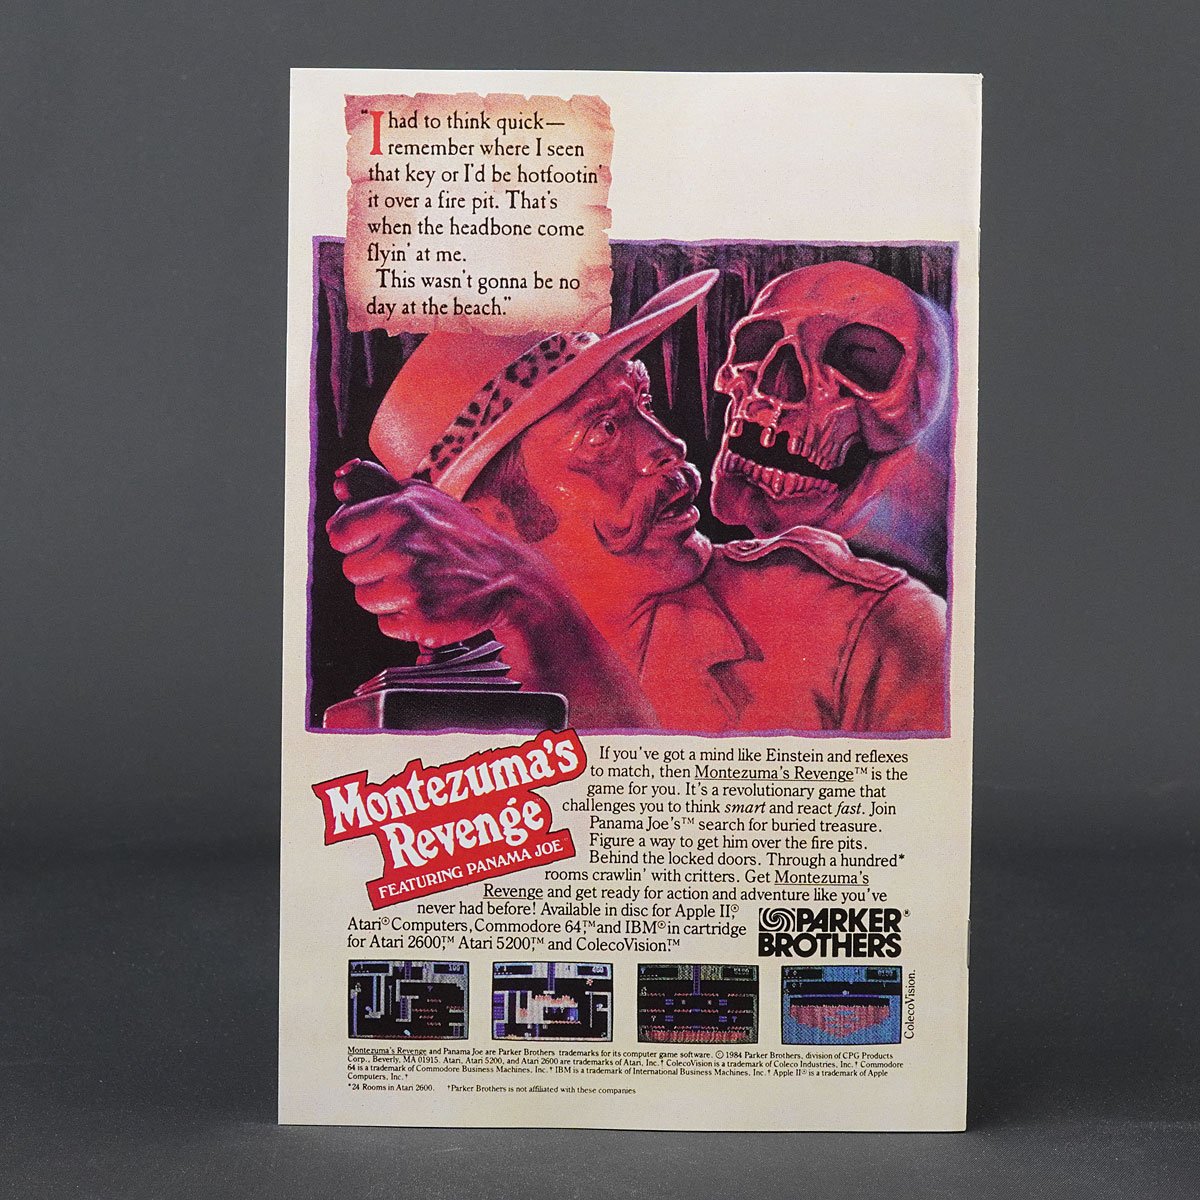 "I had to think quick—
remember where I seen
that key or I'd be hotfootin'
it over a fire pit. That's
when the headbone come
flyin' at me.
This wasn't gonna be no
day at the beach."
Montezuma's
Revenge
FEATURING PANAMA JOE™
If you've got a mind like Einstein and reflexes
to match, then Montezuma's Revenge™ is the
game for you. It's a revolutionary game that
challenges you to think smart and react fast. Join
Panama Joe's™ search for buried treasure.
Figure a way to get him over the fire pits.
Behind the locked doors. Through a hundred*
rooms crawlin' with critters. Get Montezuma's
Revenge and get ready for action and adventure like you've
never had before! Available in disc for Apple II,®
Atari® Computers, Commodore 64,™ and IBM® in cartridge
for Atari 2600,™ Atari 5200,™ and ColecoVision.™
PARKER®
BROTHERS
ColecoVision.
Montezuma's Revenge and Panama Joe are Parker Brothers trademarks for its computer game software. © 1984 Parker Brothers, division of CPG Products
Corp., Beverly, MA 01915. Atari, Atari 5200, and Atari 2600 are trademarks of Atari, Inc.† ColecoVision is a trademark of Coleco Industries, Inc.† Commodore
64 is a trademark of Commodore Business Machines, Inc.† IBM is a trademark of International Business Machines, Inc.† Apple II® is a trademark of Apple
Computers, Inc.†
*24 Rooms in Atari 2600. †Parker Brothers is not affiliated with these companies